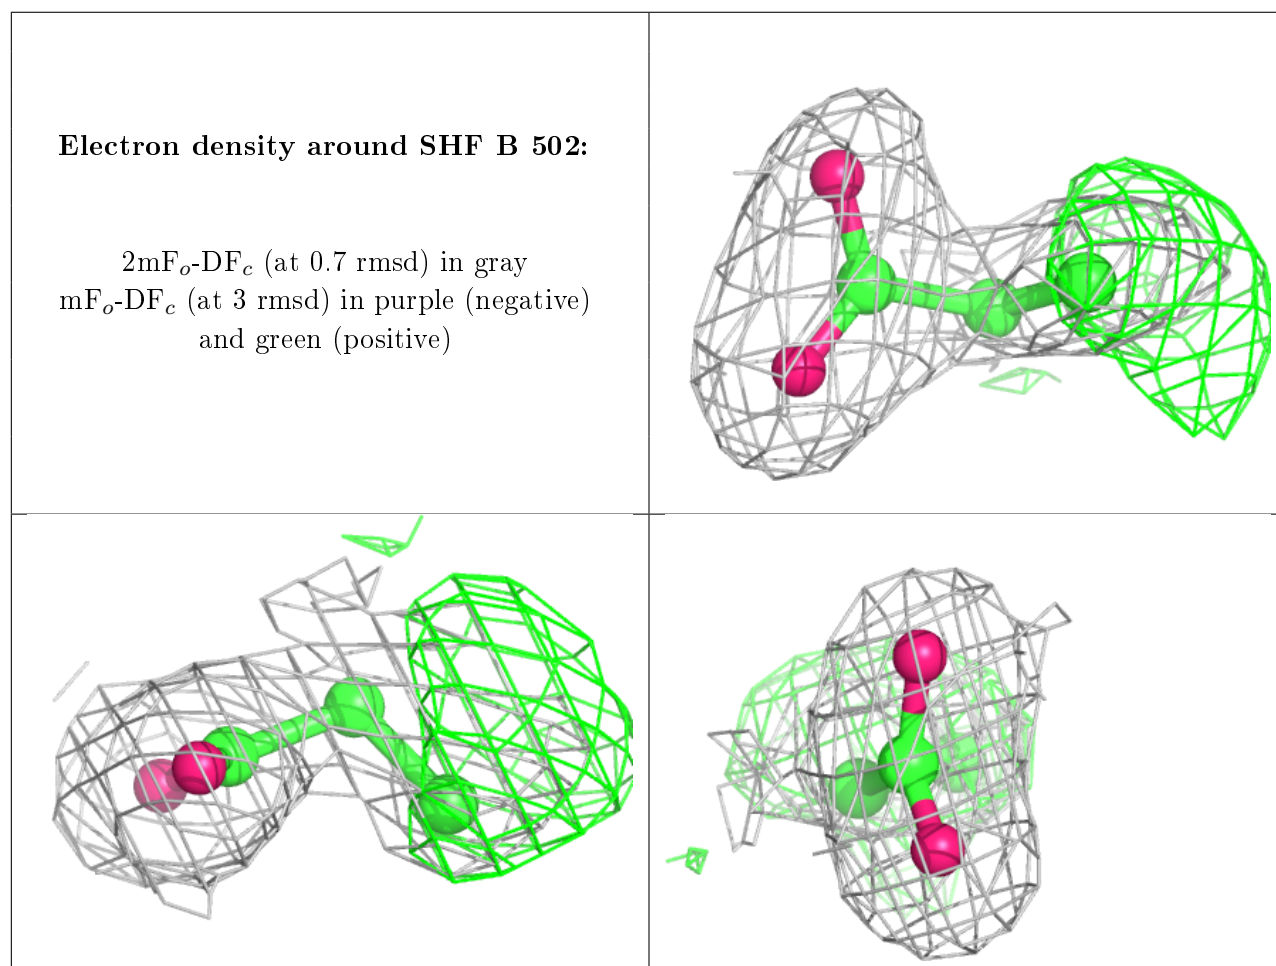 Electron density around SHF B 502:
2mFo-DFc (at 0.7 rmsd) in gray
mFo-DFc (at 3 rmsd) in purple (negative)
and green (positive)